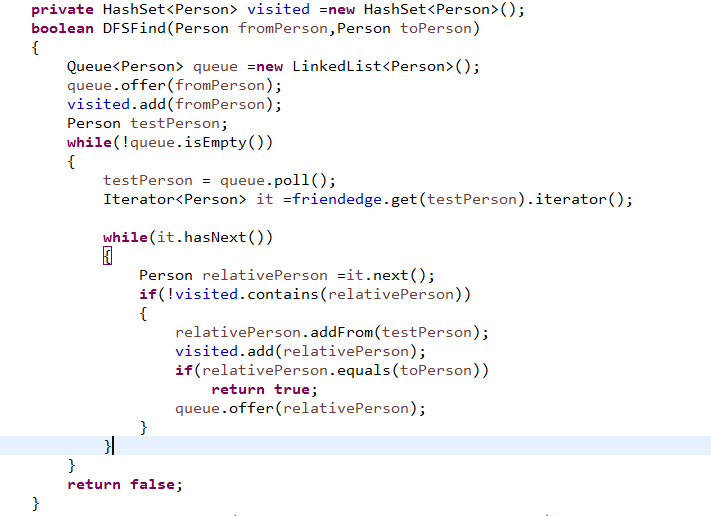 private HashSet<Person> visited =new HashSet<Person>();
boolean DFSFind(Person fromPerson,Person toPerson)
{
    Queue<Person> queue =new LinkedList<Person>();
    queue.offer(fromPerson);
    visited.add(fromPerson);
    Person testPerson;
    while(!queue.isEmpty())
    {
        testPerson = queue.poll();
        Iterator<Person> it =friendedge.get(testPerson).iterator();

        while(it.hasNext())
        {
            Person relativePerson =it.next();
            if(!visited.contains(relativePerson))
            {
                relativePerson.addFrom(testPerson);
                visited.add(relativePerson);
                if(relativePerson.equals(toPerson))
                    return true;
                queue.offer(relativePerson);
            }
        }
    }
    return false;
}